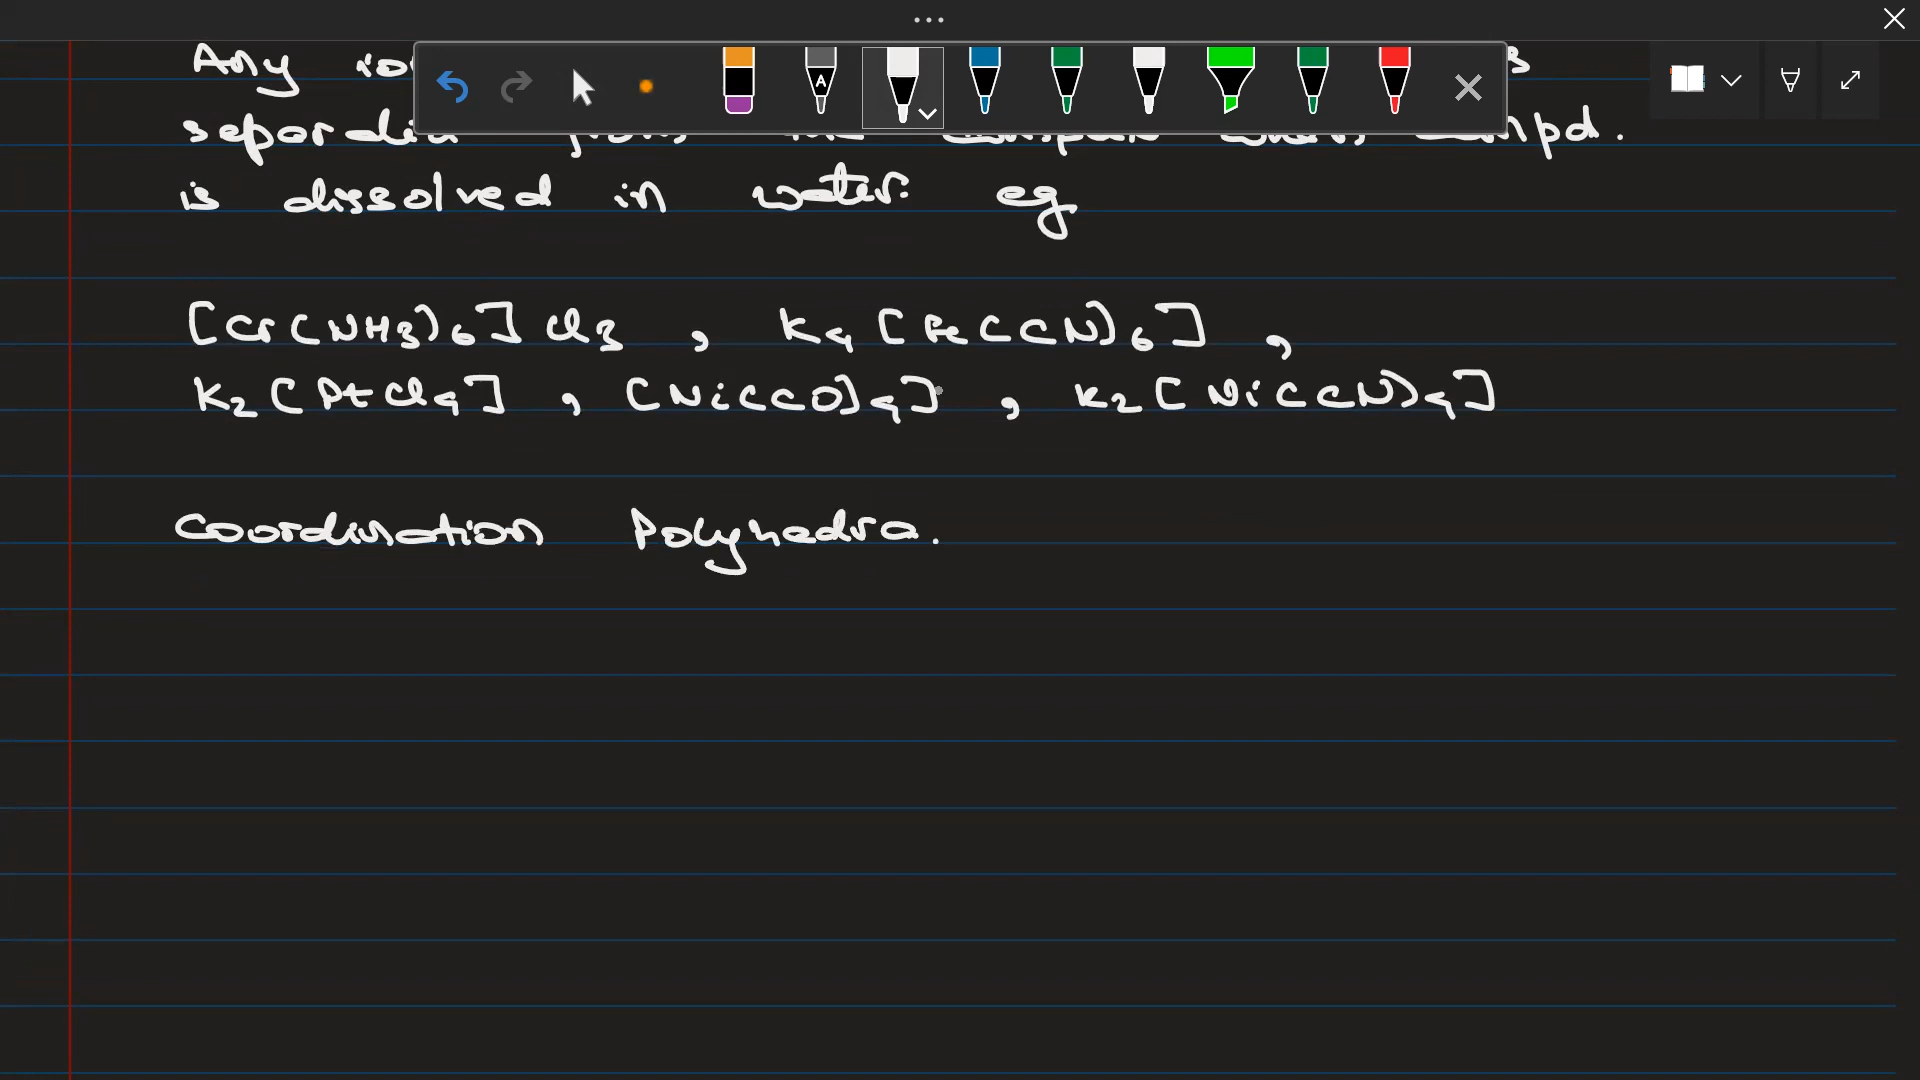 Any
is dissolved in water. eg
[Cr(NH3)6]Cl3 , K4[Fe(CN)6] ,
K2[PtCl4] , [Ni(CO)4] , K2[Ni(CN)4]
Coordination Polyhedra.